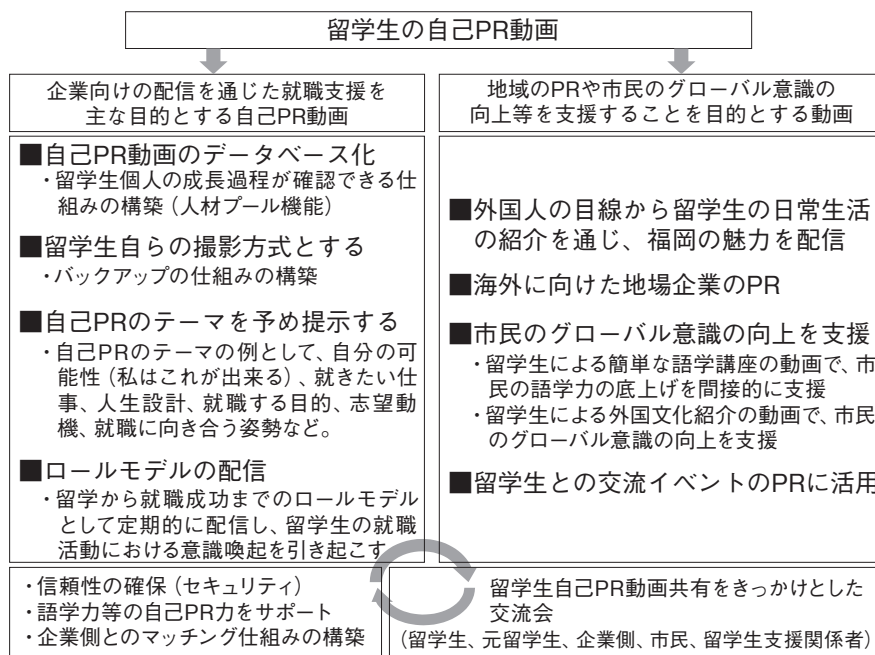 留学生の自己PR動画
企業向けの配信を通じた就職支援を
主な目的とする自己PR動画
■自己PR動画のデータベース化
・留学生個人の成長過程が確認できる仕
組みの構築（人材プール機能）
■留学生自らの撮影方式とする
・バックアップの仕組みの構築
■自己PRのテーマを予め提示する
・自己PRのテーマの例として、自分の可
能性（私はこれが出来る）、就きたい仕
事、人生設計、就職する目的、志望動
機、就職に向き合う姿勢など。
■ロールモデルの配信
・留学から就職成功までのロールモデル
として定期的に配信し、留学生の就職
活動における意識喚起を引き起こす
地域のPRや市民のグローバル意識の
向上等を支援することを目的とする動画
■外国人の目線から留学生の日常生活
の紹介を通じ、福岡の魅力を配信
■海外に向けた地場企業のPR
■市民のグローバル意識の向上を支援
・留学生による簡単な語学講座の動画で、市
民の語学力の底上げを間接的に支援
・留学生による外国文化紹介の動画で、市民
のグローバル意識の向上を支援
■留学生との交流イベントのPRに活用
・信頼性の確保（セキュリティ）
・語学力等の自己PR力をサポート
・企業側とのマッチング仕組みの構築
留学生自己PR動画共有をきっかけとした
交流会
（留学生、元留学生、企業側、市民、留学生支援関係者）